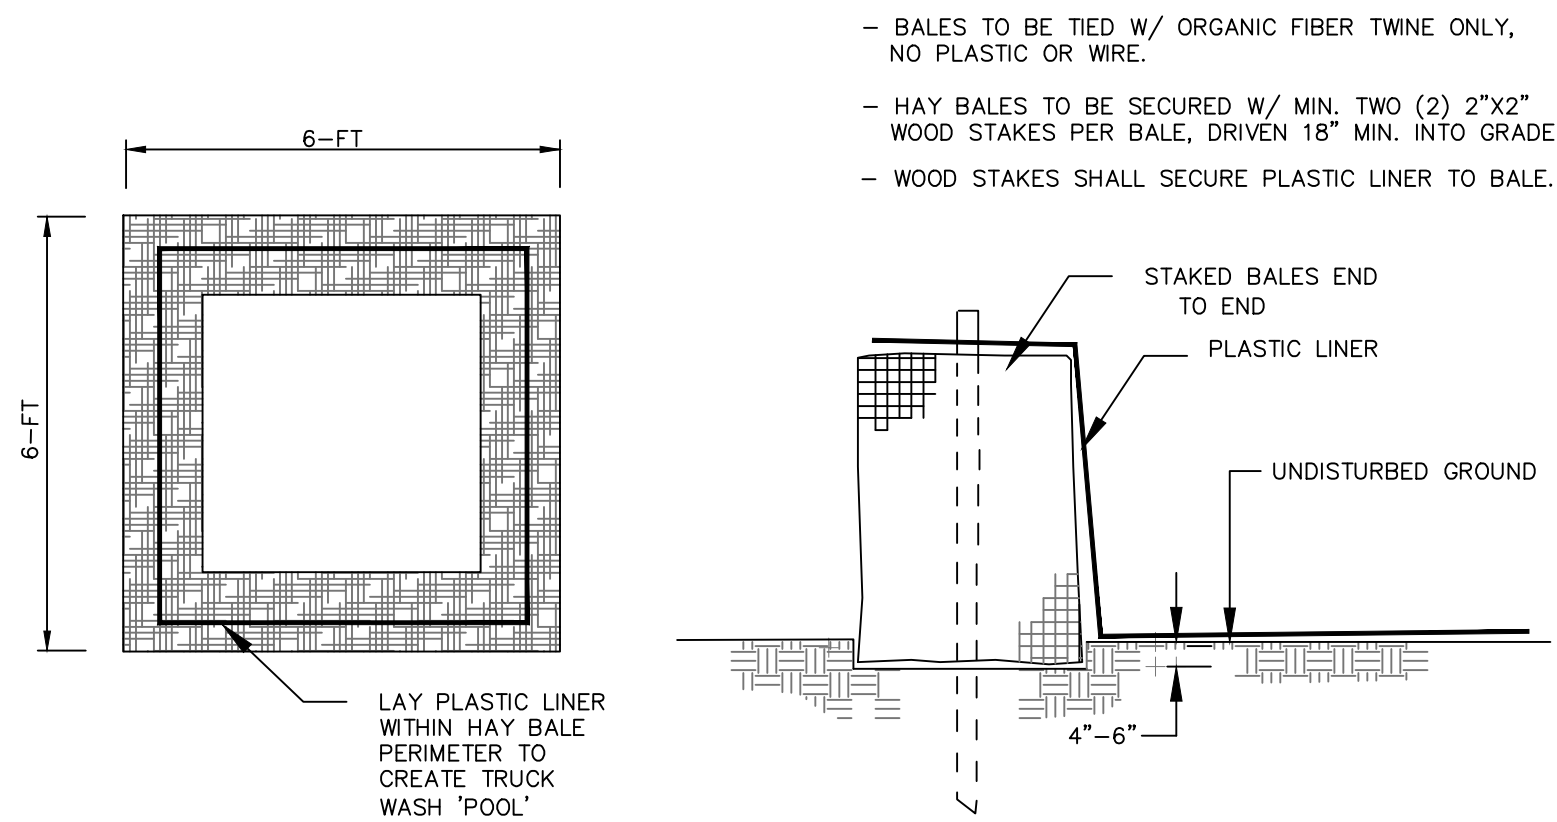 – BALES TO BE TIED W/ ORGANIC FIBER TWINE ONLY,
NO PLASTIC OR WIRE.
– HAY BALES TO BE SECURED W/ MIN. TWO (2) 2"X2"
WOOD STAKES PER BALE, DRIVEN 18" MIN. INTO GRADE
– WOOD STAKES SHALL SECURE PLASTIC LINER TO BALE.
6–FT
6–FT
LAY PLASTIC LINER
WITHIN HAY BALE
PERIMETER TO
CREATE TRUCK
WASH 'POOL'
STAKED BALES END
TO END
PLASTIC LINER
UNDISTURBED GROUND
4"–6"